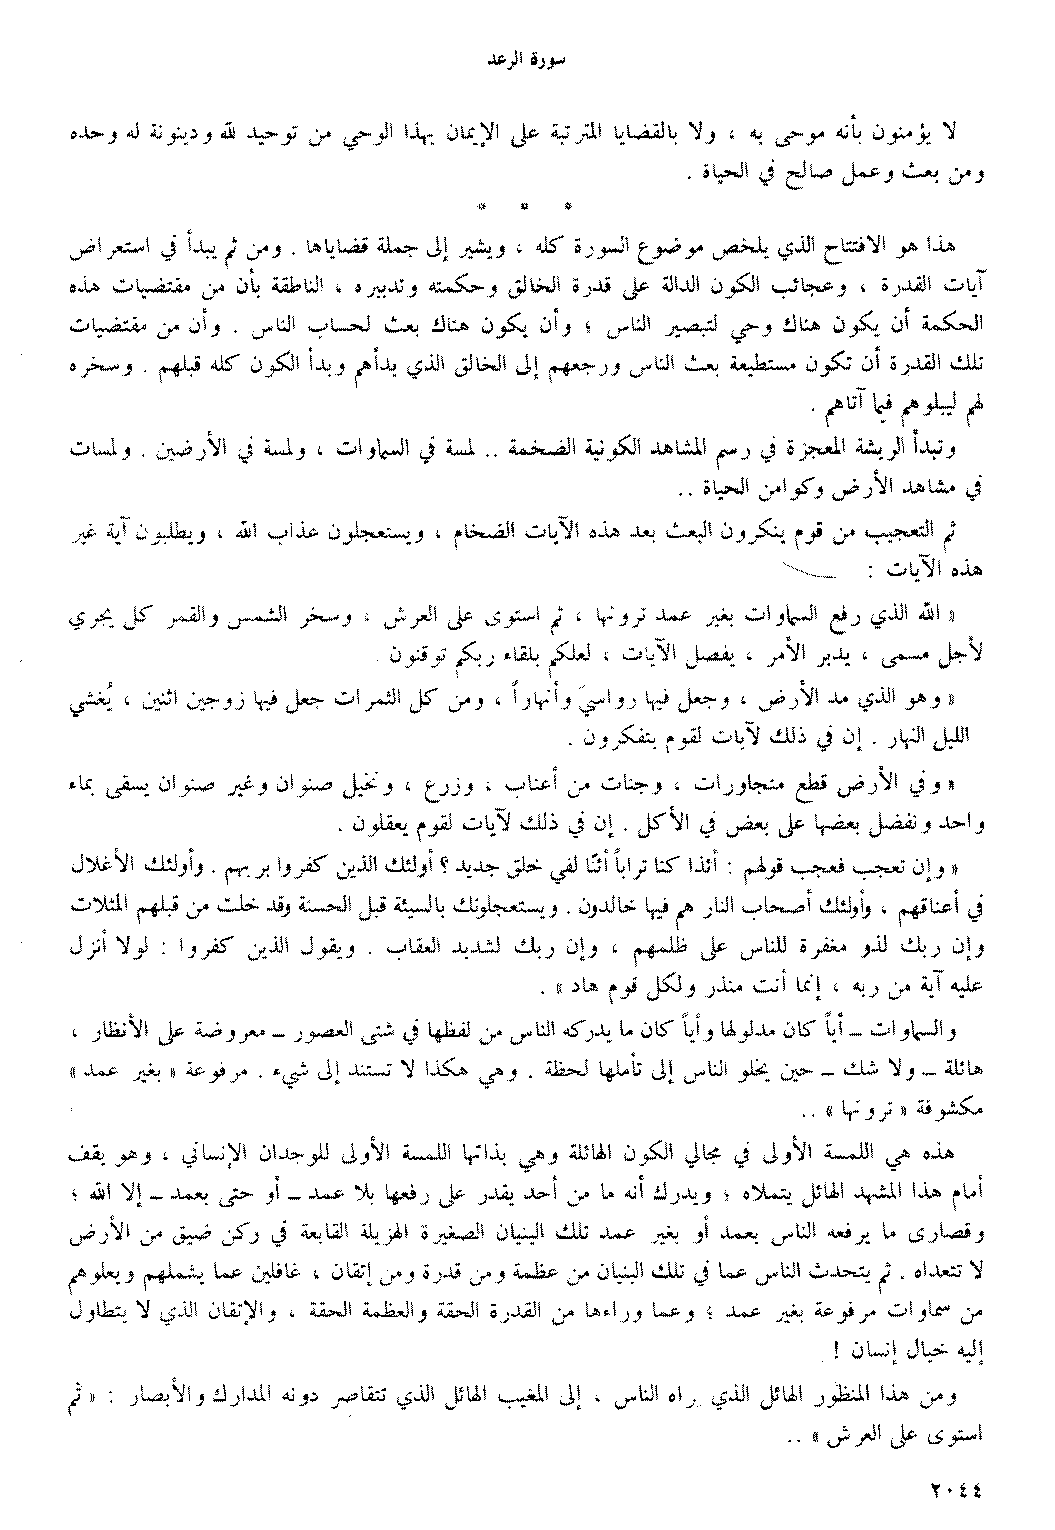 سورة الرعد
لا يؤمنون بأنه موحى به ، ولا بالقضايا المترتبة على الإيمان بهذا الوحي من توحيد لله ودينونة له وحده
ومن بعث وعمل صالح في الحياة .
* * *
هذا هو الافتتاح الذي يلخص موضوع السورة كله ، ويشير إلى جملة قضاياها . ومن ثم يبدأ في استعراض
آيات القدرة ، وعجائب الكون الدالة على قدرة الخالق وحكمته وتدبيره ، الناطقة بأن من مقتضيات هذه
الحكمة أن يكون هناك وحي لتبصير الناس ؛ وأن يكون هناك بعث لحساب الناس . وأن من مقتضيات
تلك القدرة أن تكون مستطيعة بعث الناس ورجعهم إلى الخالق الذي بدأهم وبدأ الكون كله قبلهم . وسخره
لهم ليبلوهم فيما آتاهم .
وتبدأ الريشة المعجزة في رسم المشاهد الكونية الضخمة .. لمسة في السماوات ، ولمسة في الأرضين . ولمسات
في مشاهد الأرض وكوامن الحياة ..
ثم التعجيب من قوم ينكرون البعث بعد هذه الآيات الضخام ، ويستعجلون عذاب الله ، ويطلبون آية غير
هذه الآيات :
« الله الذي رفع السماوات بغير عمد ترونها ، ثم استوى على العرش ، وسخر الشمس والقمر كل يجري
لأجل مسمى ، يدبر الأمر ، يفصل الآيات ، لعلكم بلقاء ربكم توقنون .
« وهو الذي مد الأرض ، وجعل فيها رواسيَ وأنهاراً ، ومن كل الثمرات جعل فيها زوجين اثنين ، يُغشي
الليل النهار . إن في ذلك لآيات لقوم يتفكرون .
« وفي الأرض قطع متجاورات ، وجنات من أعناب ، وزرع ، ونخيل صنوان وغير صنوان يسقى بماء
واحد ونفضل بعضها على بعض في الأكل . إن في ذلك لآيات لقوم يعقلون .
« وإن تعجب فعجب قولهم : أئذا كنا تراباً أئنّا لفي خلق جديد ؟ أولئك الذين كفروا بربهم . وأولئك الأغلال
في أعناقهم ، وأولئك أصحاب النار هم فيها خالدون . ويستعجلونك بالسيئة قبل الحسنة وقد خلت من قبلهم المثلات
وإن ربك لذو مغفرة للناس على ظلمهم ، وإن ربك لشديد العقاب . ويقول الذين كفروا : لولا أنزل
عليه آية من ربه ، إنما أنت منذر ولكل قوم هاد » .
والسماوات – أياً كان مدلولها وأياً كان ما يدركه الناس من لفظها في شتى العصور – معروضة على الأنظار ،
هائلة – ولا شك – حين يخلو الناس إلى تأملها لحظة . وهي هكذا لا تستند إلى شيء . مرفوعة « بغير عمد »
مكشوفة « ترونها » ..
هذه هي اللمسة الأولى في مجالي الكون الهائلة وهي بذاتها اللمسة الأولى للوجدان الإنساني ، وهو يقف
أمام هذا المشهد الهائل يتملاه ؛ ويدرك أنه ما من أحد يقدر على رفعها بلا عمد – أو حتى بعمد – إلا الله ؛
وقصارى ما يرفعه الناس بعمد أو بغير عمد تلك البنيان الصغيرة الهزيلة القابعة في ركن ضيق من الأرض
لا تتعداه . ثم يتحدث الناس عما في تلك البنيان من عظمة ومن قدرة ومن إتقان ، غافلين عما يشملهم ويعلوهم
من سماوات مرفوعة بغير عمد ؛ وعما وراءها من القدرة الحقة والعظمة الحقة ، والإتقان الذي لا يتطاول
إليه خيال إنسان !
ومن هذا المنظور الهائل الذي يراه الناس ، إلى المغيب الهائل الذي تتقاصر دونه المدارك والأبصار : « ثم
استوى على العرش » ..
٢٠٤٤